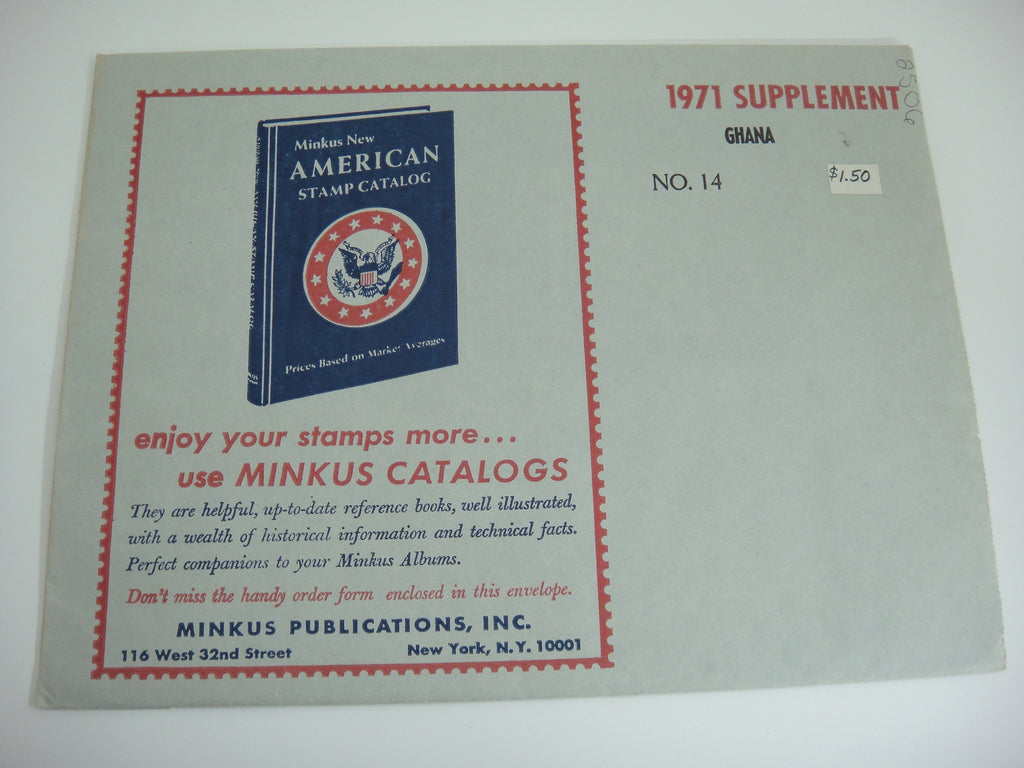 1971 SUPPLEMENT
GHANA
NO. 14
$1.50
2506
Minkus New
AMERICAN
STAMP CATALOG
Prices Based on Market Averages
enjoy your stamps more...
use MINKUS CATALOGS
They are helpful, up-to-date reference books, well illustrated,
with a wealth of historical information and technical facts.
Perfect companions to your Minkus Albums.
Don't miss the handy order form enclosed in this envelope.
MINKUS PUBLICATIONS, INC.
116 West 32nd Street New York, N.Y. 10001